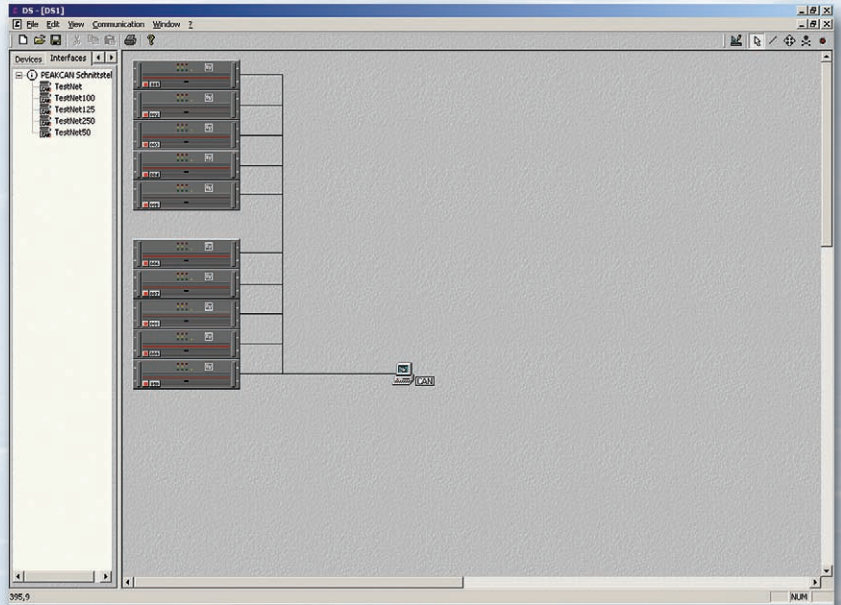 DS - [DS1]
File Edit View Communication Window ?
Devices Interfaces
PEAKCAN Schnittstel
TestNet
TestNet100
TestNet125
TestNet250
TestNet50
CAN
395,9 NUM